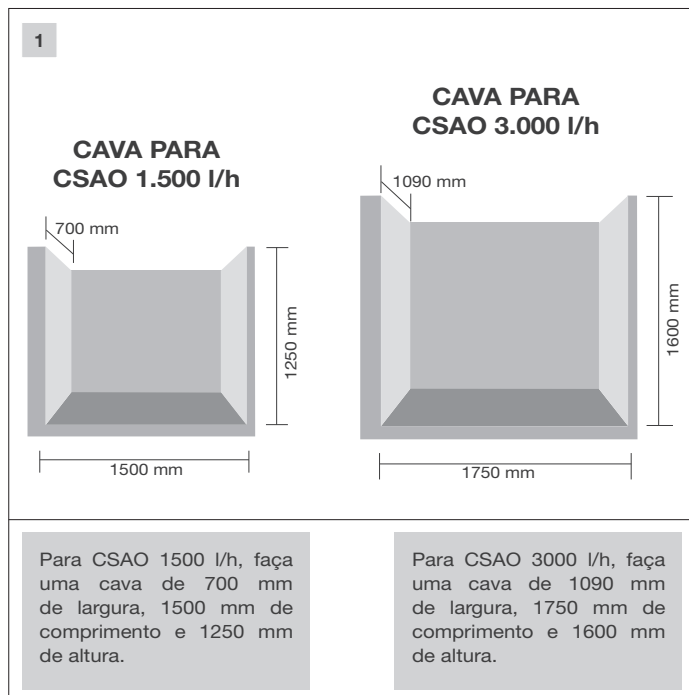 1
CAVA PARA
CSAO 1.500 l/h
700 mm
1250 mm
1500 mm
CAVA PARA
CSAO 3.000 l/h
1090 mm
1600 mm
1750 mm
Para CSAO 1500 l/h, faça
uma cava de 700 mm
de largura, 1500 mm de
comprimento e 1250 mm
de altura.
Para CSAO 3000 l/h, faça
uma cava de 1090 mm
de largura, 1750 mm de
comprimento e 1600 mm
de altura.